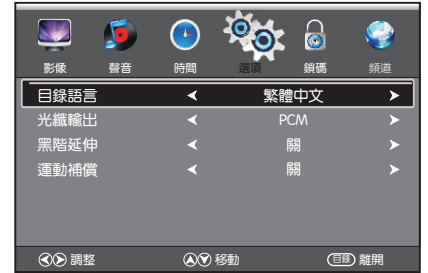 影像 聲音 時間 選項 鎖碼 頻道
目錄語言 繁體中文
光纖輸出 PCM
黑階延伸 關
運動補償 關
調整 移動 目錄 離開